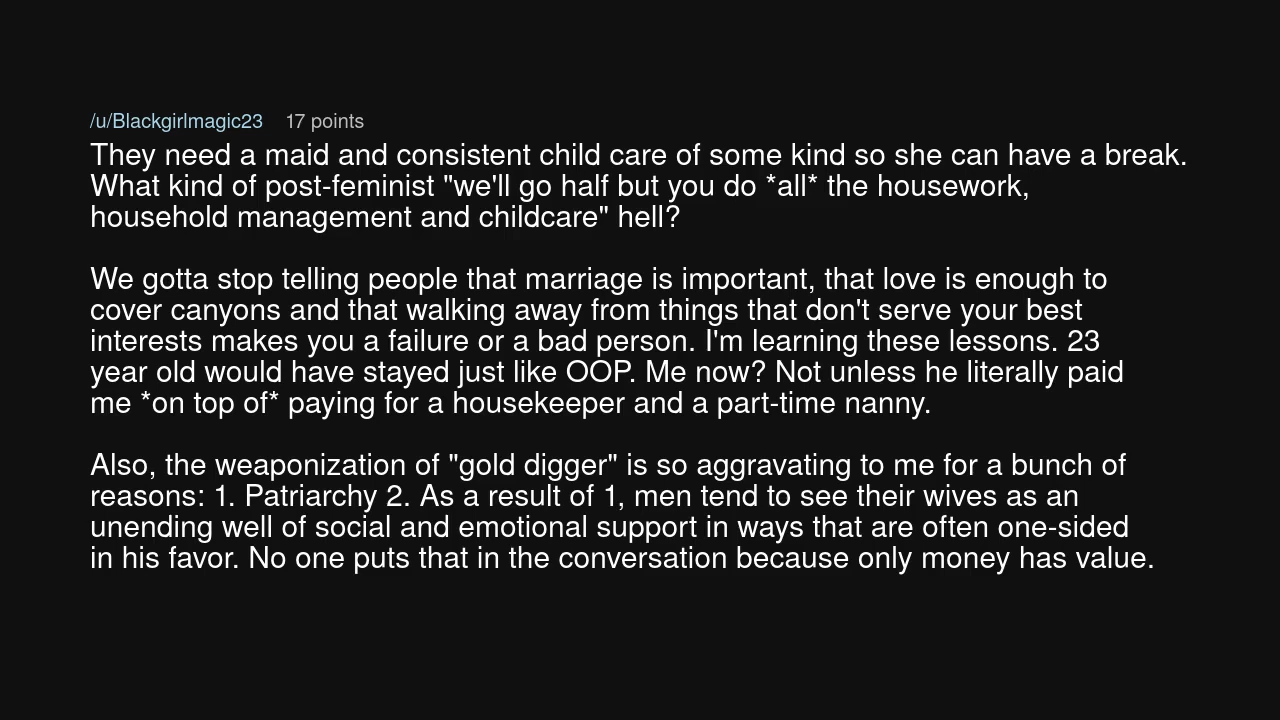 /u/Blackgirlmagic23 17 points
They need a maid and consistent child care of some kind so she can have a break.
What kind of post-feminist "we'll go half but you do *all* the housework,
household management and childcare" hell?
We gotta stop telling people that marriage is important, that love is enough to
cover canyons and that walking away from things that don't serve your best
interests makes you a failure or a bad person. I'm learning these lessons. 23
year old would have stayed just like OOP. Me now? Not unless he literally paid
me *on top of* paying for a housekeeper and a part-time nanny.
Also, the weaponization of "gold digger" is so aggravating to me for a bunch of
reasons: 1. Patriarchy 2. As a result of 1, men tend to see their wives as an
unending well of social and emotional support in ways that are often one-sided
in his favor. No one puts that in the conversation because only money has value.